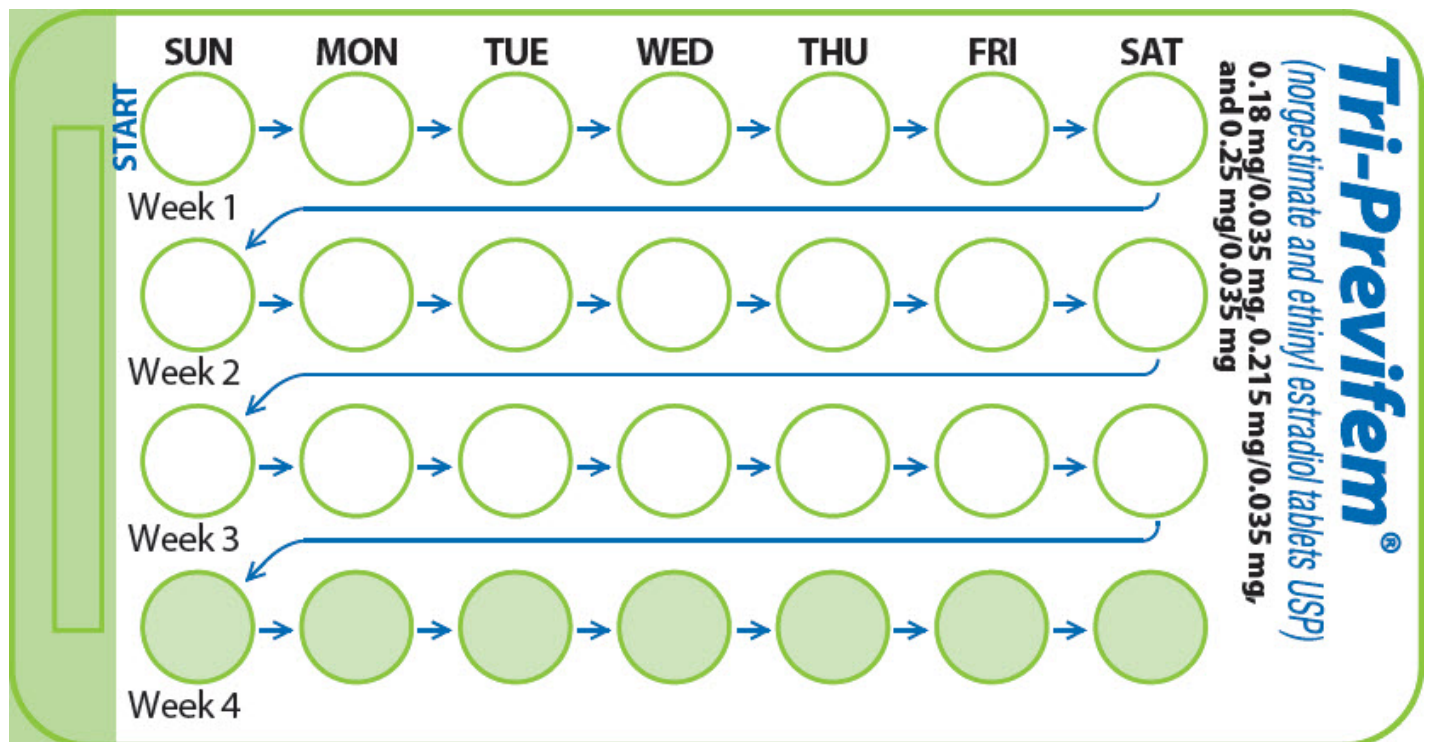 SUN MON TUE WED THU FRI SAT
START
Week 1
Week 2
Week 3
Week 4
Tri-Previfem®
(norgestimate and ethinyl estradiol tablets USP)
0.18 mg/0.035 mg, 0.215 mg/0.035 mg,
and 0.25 mg/0.035 mg